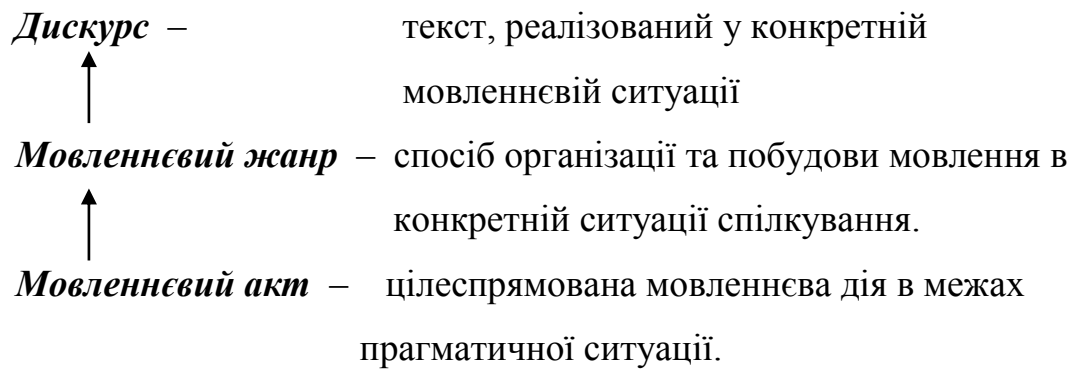 Дискурс – текст, реалізований у конкретній
мовленнєвій ситуації
Мовленнєвий жанр – спосіб організації та побудови мовлення в
конкретній ситуації спілкування.
Мовленнєвий акт – цілеспрямована мовленнєва дія в межах
прагматичної ситуації.